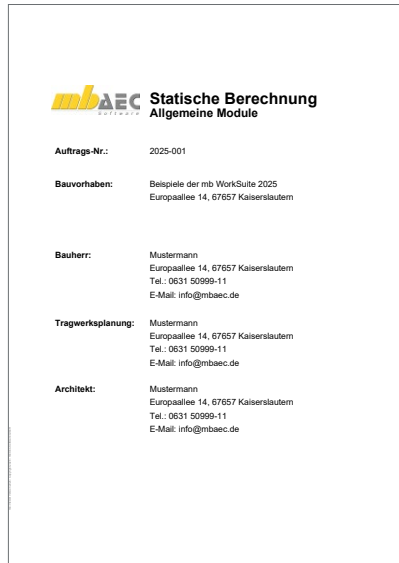 mbAEC
Software
Statische Berechnung
Allgemeine Module
Auftrags-Nr.: 2025-001
Bauvorhaben: Beispiele der mb WorkSuite 2025
Europaallee 14, 67657 Kaiserslautern
Bauherr: Mustermann
Europaallee 14, 67657 Kaiserslautern
Tel.: 0631 50999-11
E-Mail: info@mbaec.de
Tragwerksplanung: Mustermann
Europaallee 14, 67657 Kaiserslautern
Tel.: 0631 50999-11
E-Mail: info@mbaec.de
Architekt: Mustermann
Europaallee 14, 67657 Kaiserslautern
Tel.: 0631 50999-11
E-Mail: info@mbaec.de